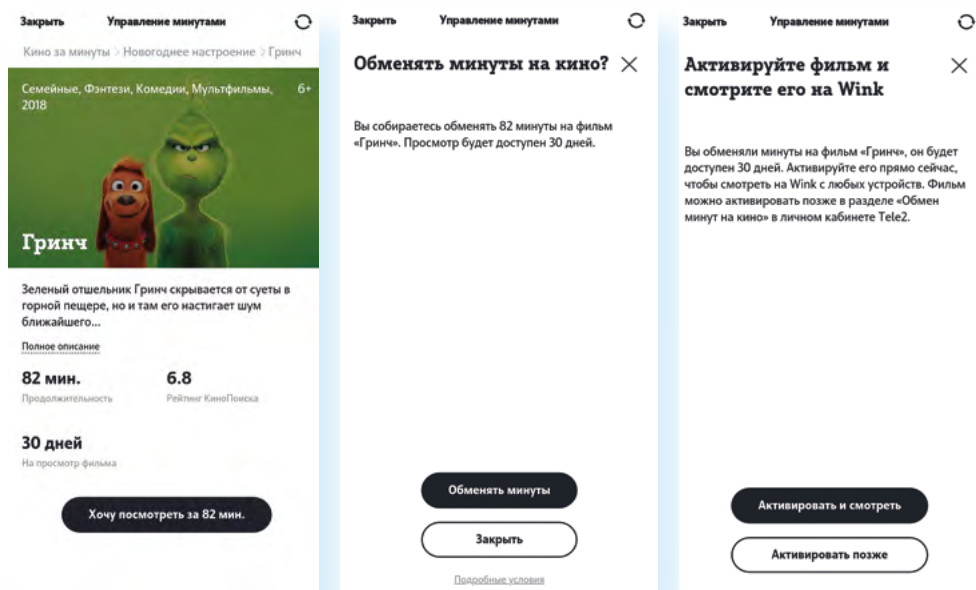 Закрыть Управление минутами
Кино за минуты > Новогоднее настроение > Гринч
Семейные, Фэнтези, Комедии, Мультфильмы, 6+
2018
Гринч
Зеленый отшельник Гринч скрывается от суеты в
горной пещере, но и там его настигает шум
ближайшего...
Полное описание
82 мин. 6.8
Продолжительность Рейтинг КиноПоиска
30 дней
На просмотр фильма
Хочу посмотреть за 82 мин.
Закрыть Управление минутами
Обменять минуты на кино?
Вы собираетесь обменять 82 минуты на фильм
«Гринч». Просмотр будет доступен 30 дней.
Обменять минуты
Закрыть
Подробные условия
Закрыть Управление минутами
Активируйте фильм и
смотрите его на Wink
Вы обменяли минуты на фильм «Гринч», он будет
доступен 30 дней. Активируйте его прямо сейчас,
чтобы смотреть на Wink с любых устройств. Фильм
можно активировать позже в разделе «Обмен
минут на кино» в личном кабинете Tele2.
Активировать и смотреть
Активировать позже